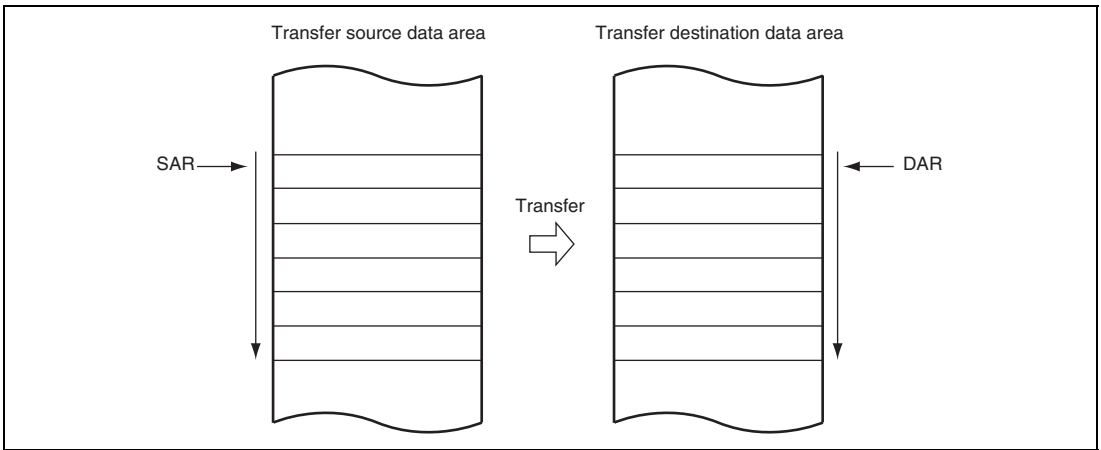 Transfer source data area
Transfer destination data area
SAR
DAR
Transfer